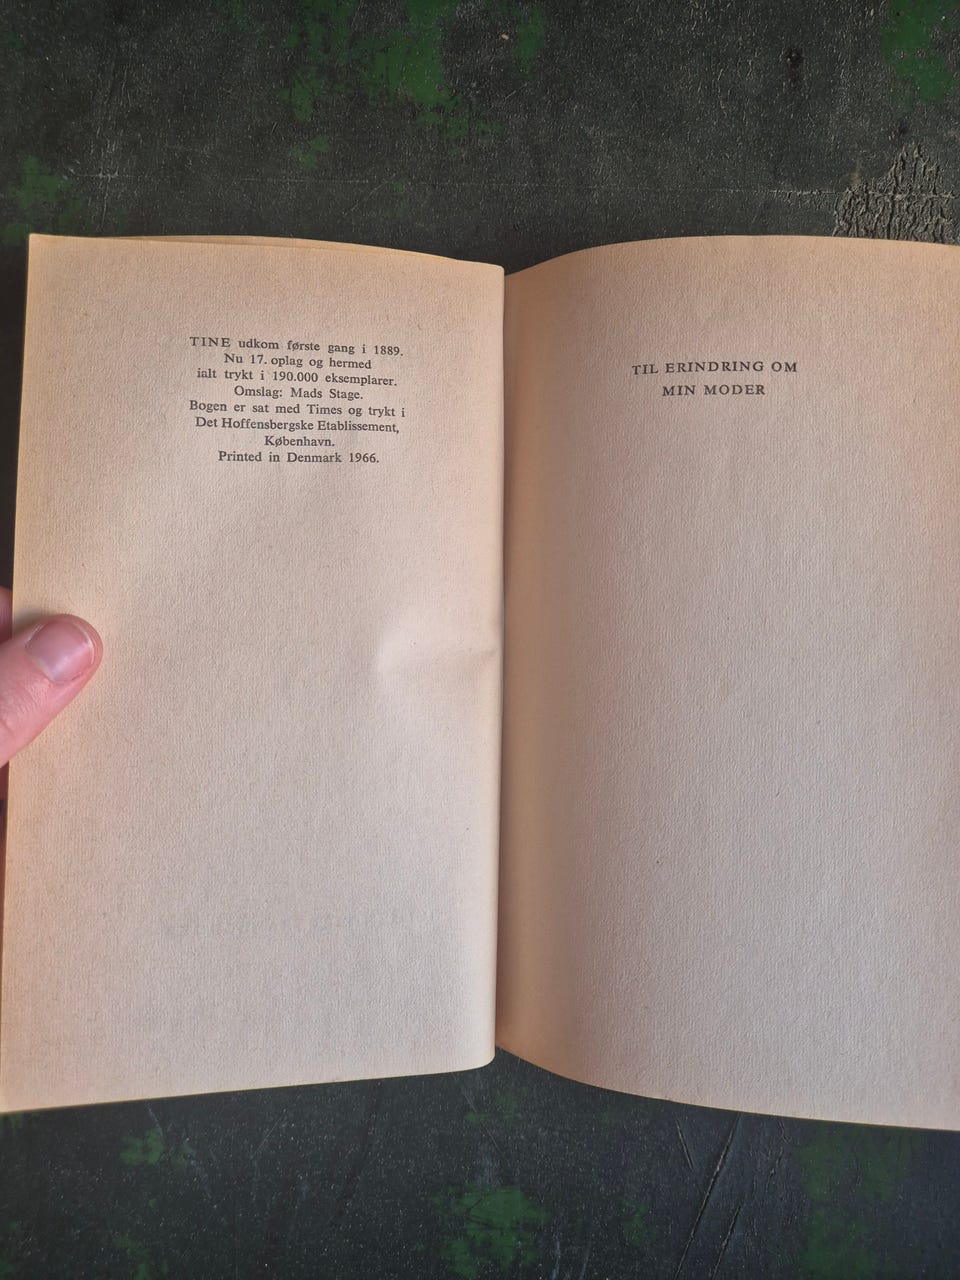 TINE udkom første gang i 1889.
Nu 17. oplag og hermed
ialt trykt i 190.000 eksemplarer.
Omslag: Mads Stage.
Bogen er sat med Times og trykt i
Det Hoffensbergske Etablissement,
København.
Printed in Denmark 1966.
TIL ERINDRING OM
MIN MODER